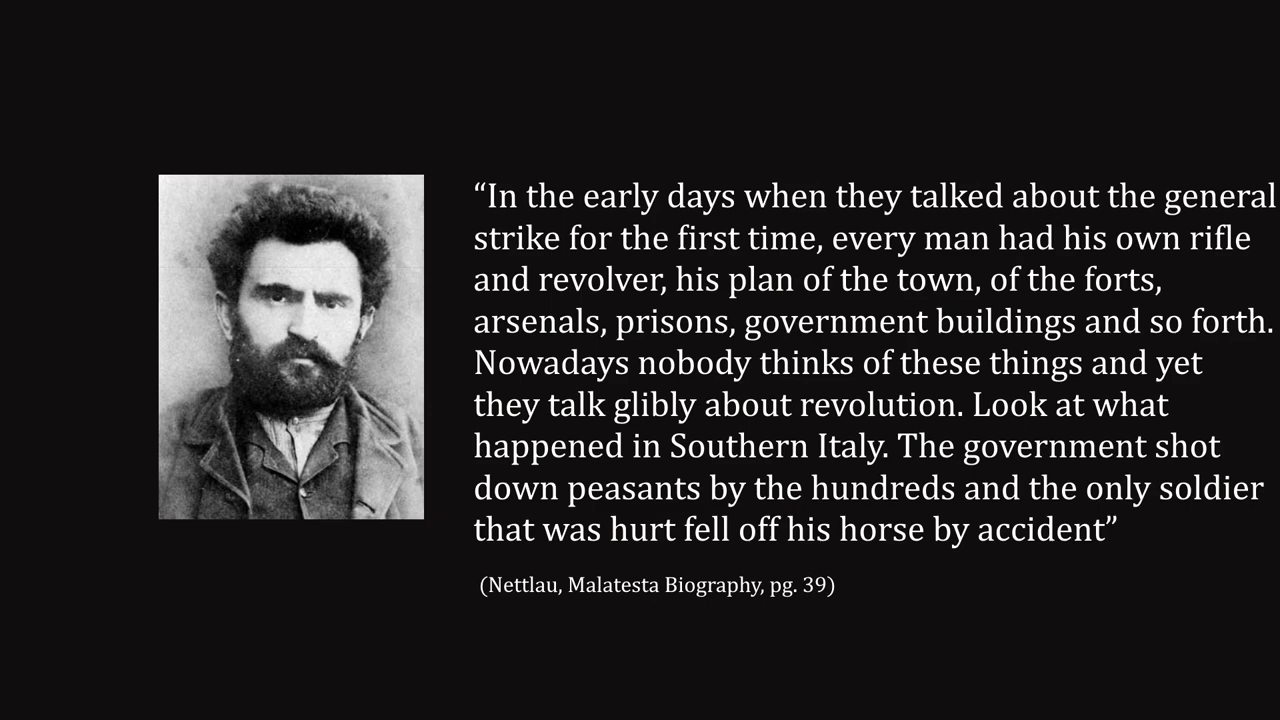 “In the early days when they talked about the general
strike for the first time, every man had his own rifle
and revolver, his plan of the town, of the forts,
arsenals, prisons, government buildings and so forth.
Nowadays nobody thinks of these things and yet
they talk glibly about revolution. Look at what
happened in Southern Italy. The government shot
down peasants by the hundreds and the only soldier
that was hurt fell off his horse by accident”
(Nettlau, Malatesta Biography, pg. 39)